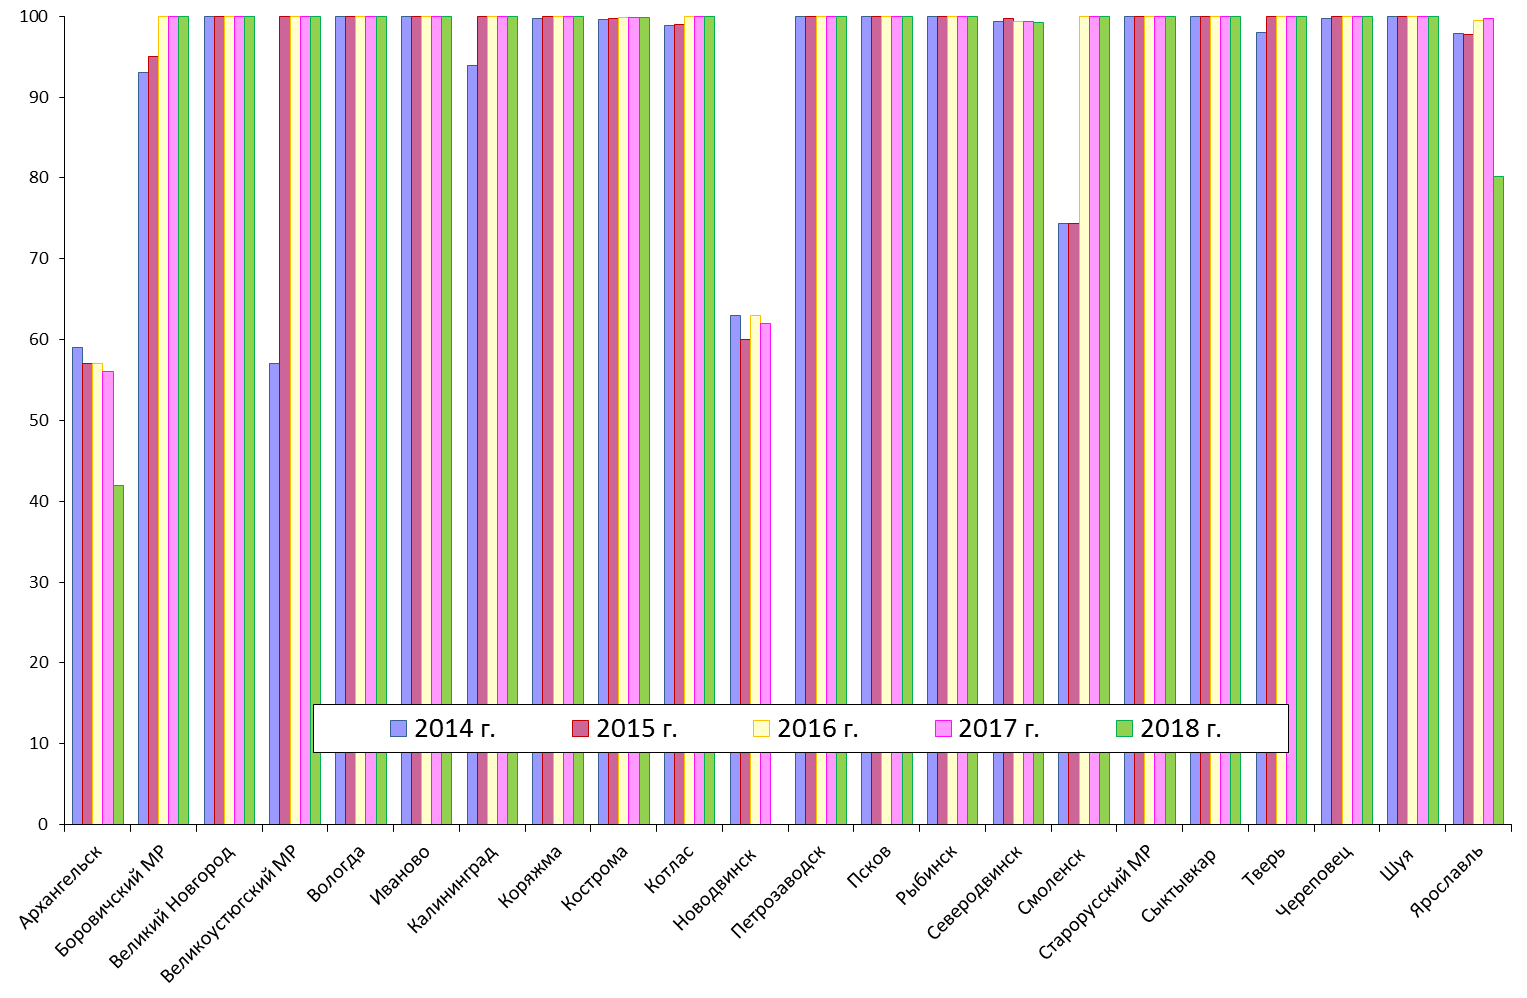 100
90
80
70
60
50
40
30
20
10
0
2014 г. 2015 г. 2016 г. 2017 г. 2018 г.
Архангельск
Боровичский МР
Великий Новгород
Великоустюгский МР
Вологда
Иваново
Калининград
Коряжма
Кострома
Котлас
Новодвинск
Петрозаводск
Псков
Рыбинск
Северодвинск
Смоленск
Старорусский МР
Сыктывкар
Тверь
Череповец
Шуя
Ярославль